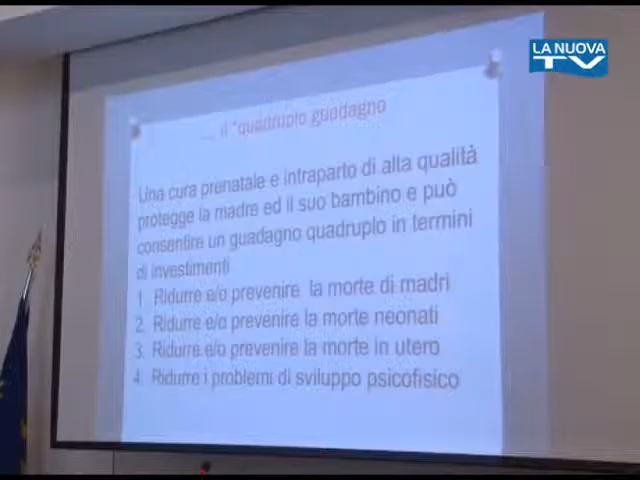 LA NUOVA
TV
... il "quadruplo guadagno
Una cura prenatale e intraparto di alta qualità
protegge la madre ed il suo bambino e può
consentire un guadagno quadruplo in termini
di investimenti
1. Ridurre e/o prevenire la morte di madri
2. Ridurre e/o prevenire la morte neonati
3. Ridurre e/o prevenire la morte in utero
4. Ridurre i problemi di sviluppo psicofisico